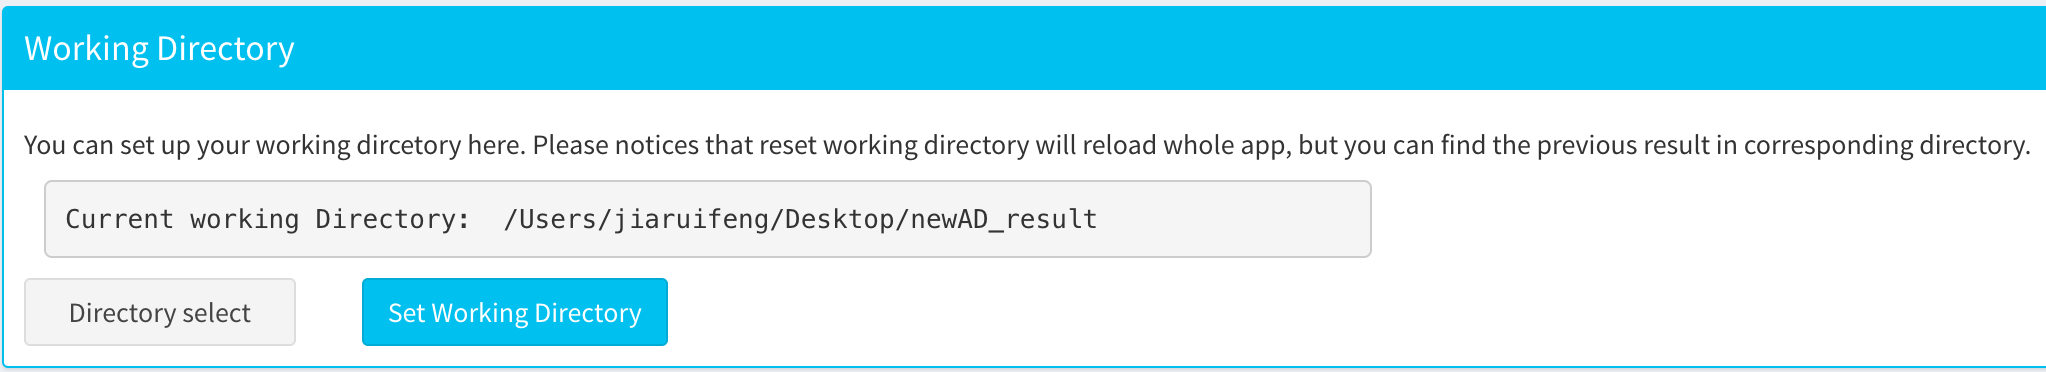 Working Directory
You can set up your working dircetory here. Please notices that reset working directory will reload whole app, but you can find the previous result in corresponding directory.
Current working Directory:  /Users/jiaruifeng/Desktop/newAD_result
Directory select
Set Working Directory